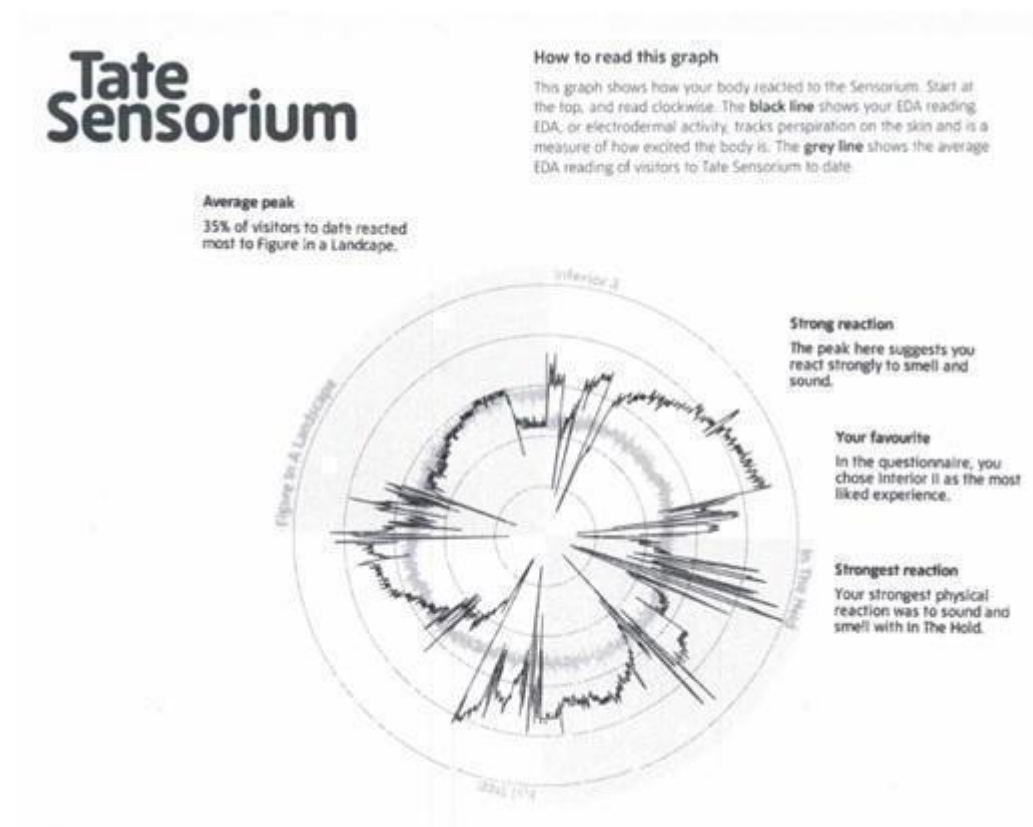 Tate
Sensorium
How to read this graph
This graph shows how your body reacted to the Sensorium. Start at
the top, and read clockwise. The black line shows your EDA reading.
EDA, or electrodermal activity, tracks perspiration on the skin and is a
measure of how excited the body is. The grey line shows the average
EDA reading of visitors to Tate Sensorium to date.
Average peak
35% of visitors to date reacted
most to Figure in a Landcape.
Interior II
Strong reaction
The peak here suggests you
react strongly to smell and
sound.
Figure In A Landscape
Your favourite
In the questionnaire, you
chose Interior II as the most
liked experience.
In The Hold
Strongest reaction
Your strongest physical
reaction was to sound and
smell with In The Hold.
Full Stop